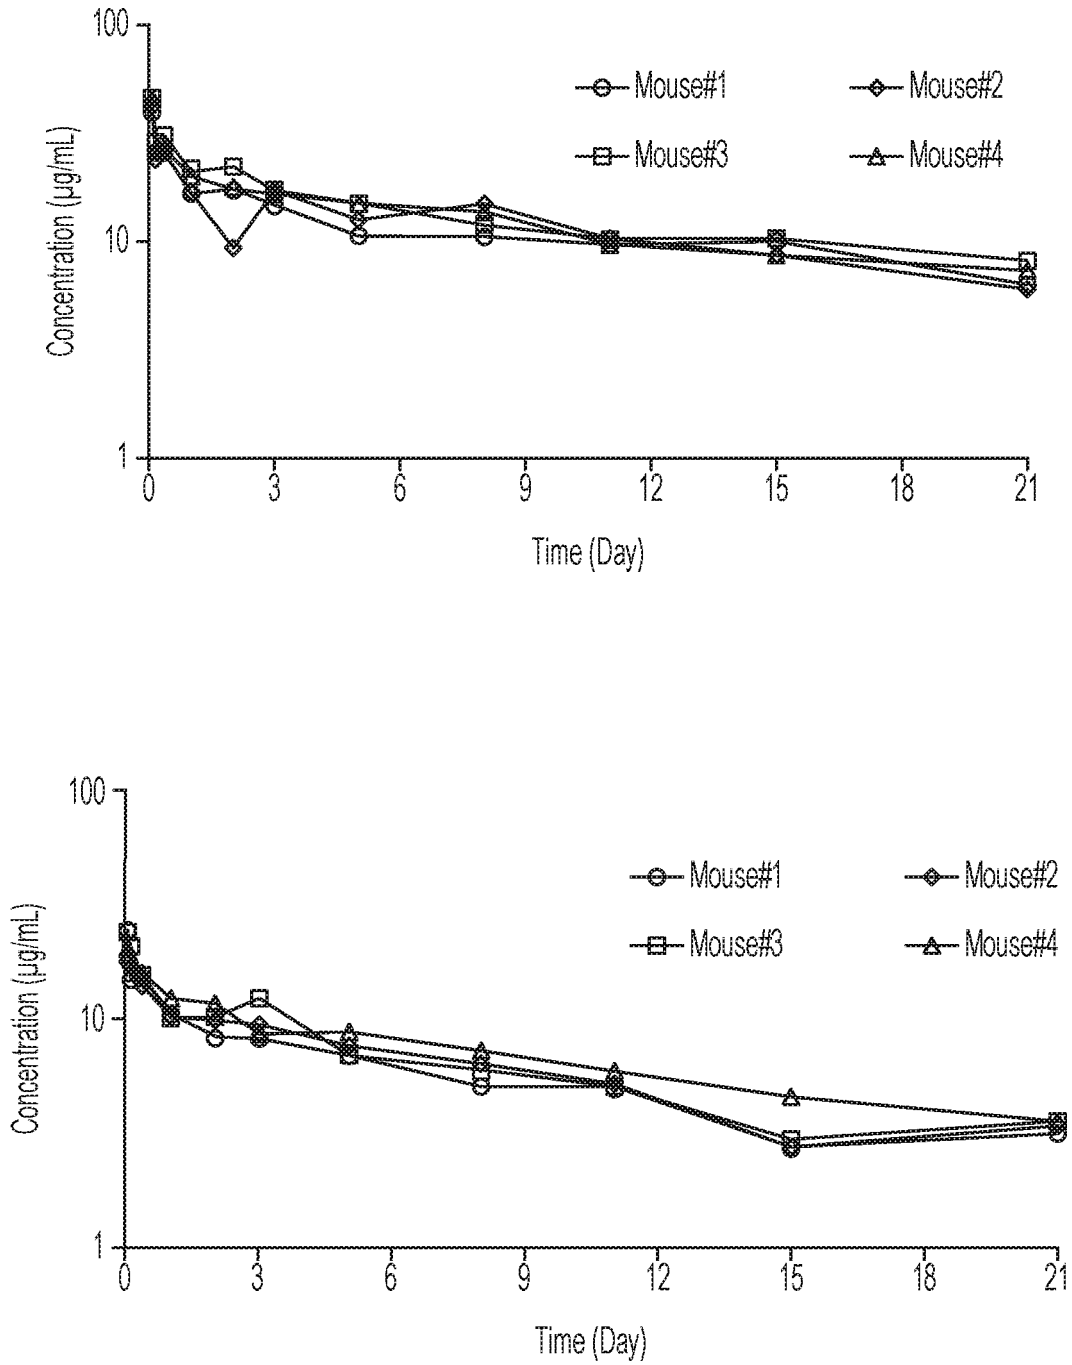 100
Mouse#1 Mouse#2
Mouse#3 Mouse#4
Concentration (µg/mL)
10
1
0 3 6 9 12 15 18 21
Time (Day)
100
Mouse#1 Mouse#2
Mouse#3 Mouse#4
Concentration (µg/mL)
10
1
0 3 6 9 12 15 18 21
Time (Day)